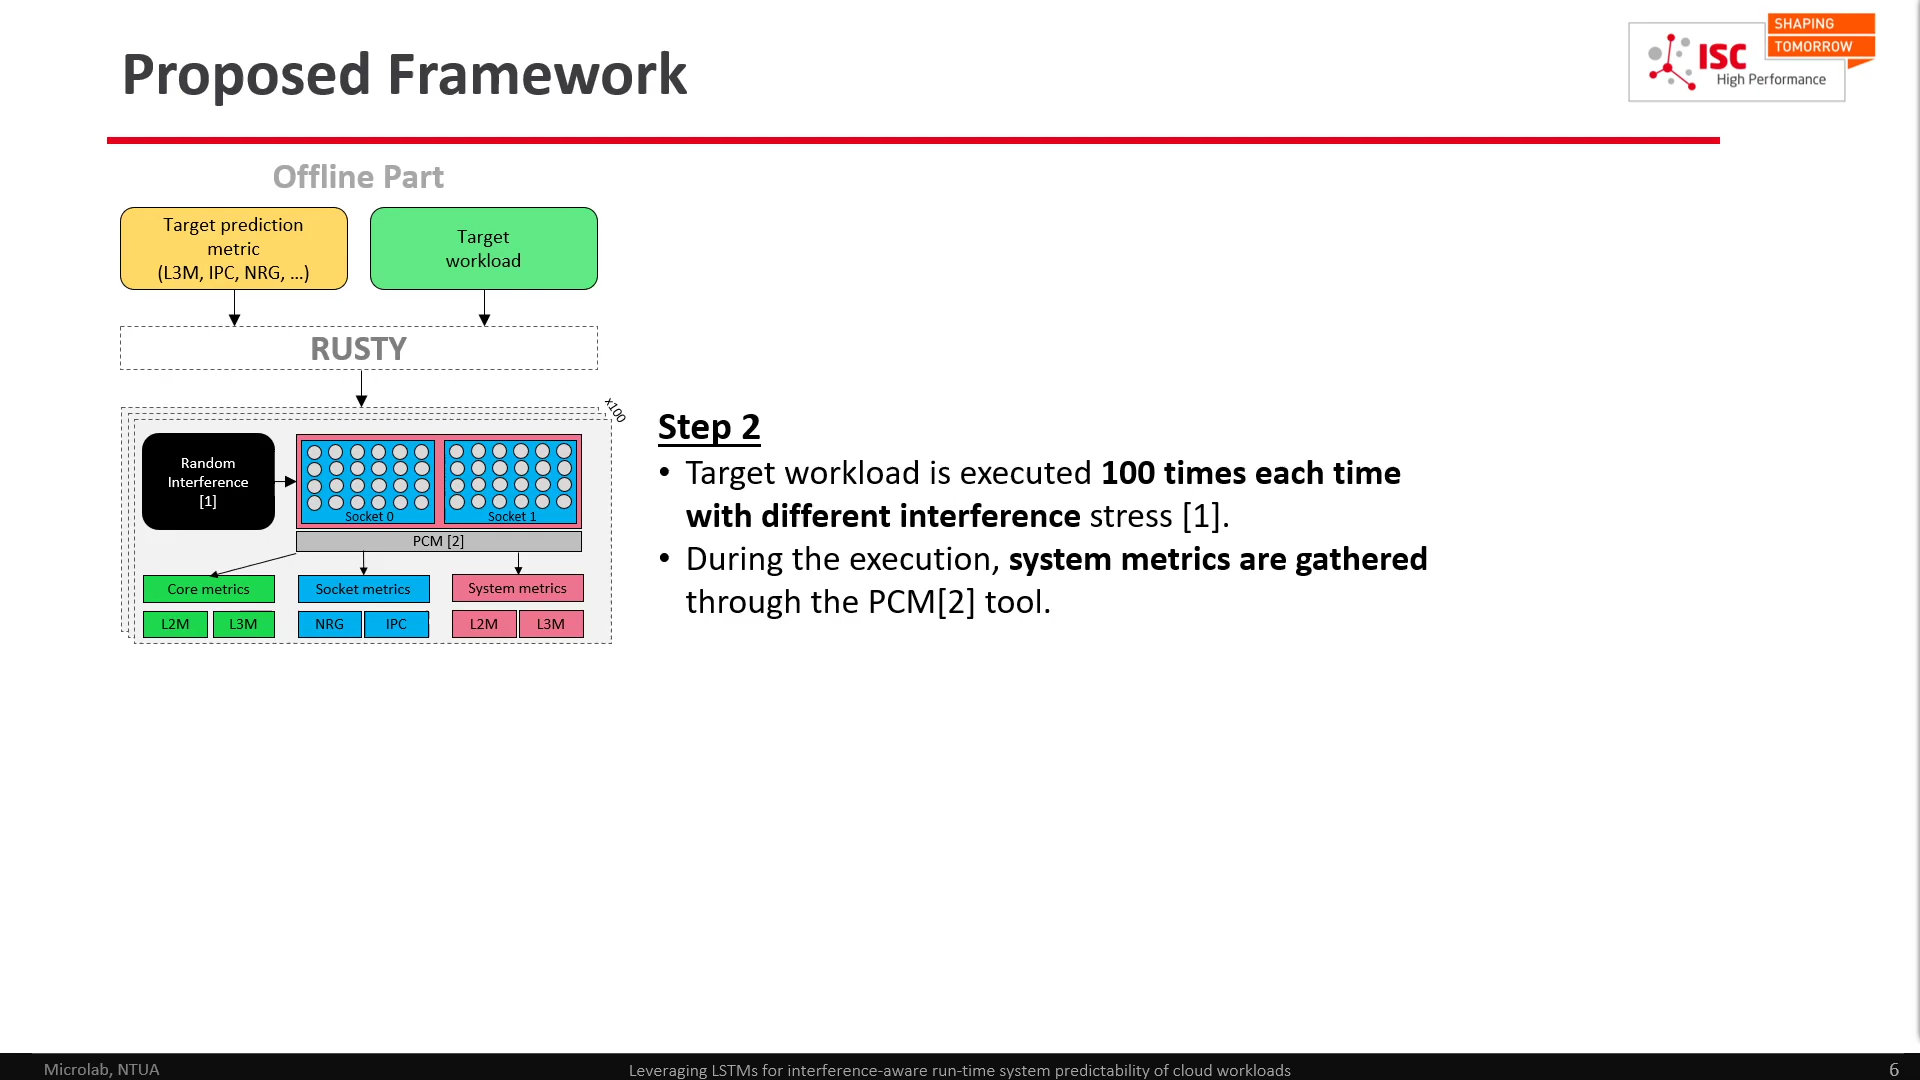 Proposed Framework
SHAPING
TOMORROW
ISC
High Performance
Offline Part
Target prediction
metric
(L3M, IPC, NRG, ...)
Target
workload
RUSTY
x100
Random
Interference
[1]
Socket 0
Socket 1
PCM [2]
Core metrics
Socket metrics
System metrics
L2M
L3M
NRG
IPC
L2M
L3M
Step 2
• Target workload is executed 100 times each time
with different interference stress [1].
• During the execution, system metrics are gathered
through the PCM[2] tool.
Microlab, NTUA
Leveraging LSTMs for interference-aware run-time system predictability of cloud workloads
6